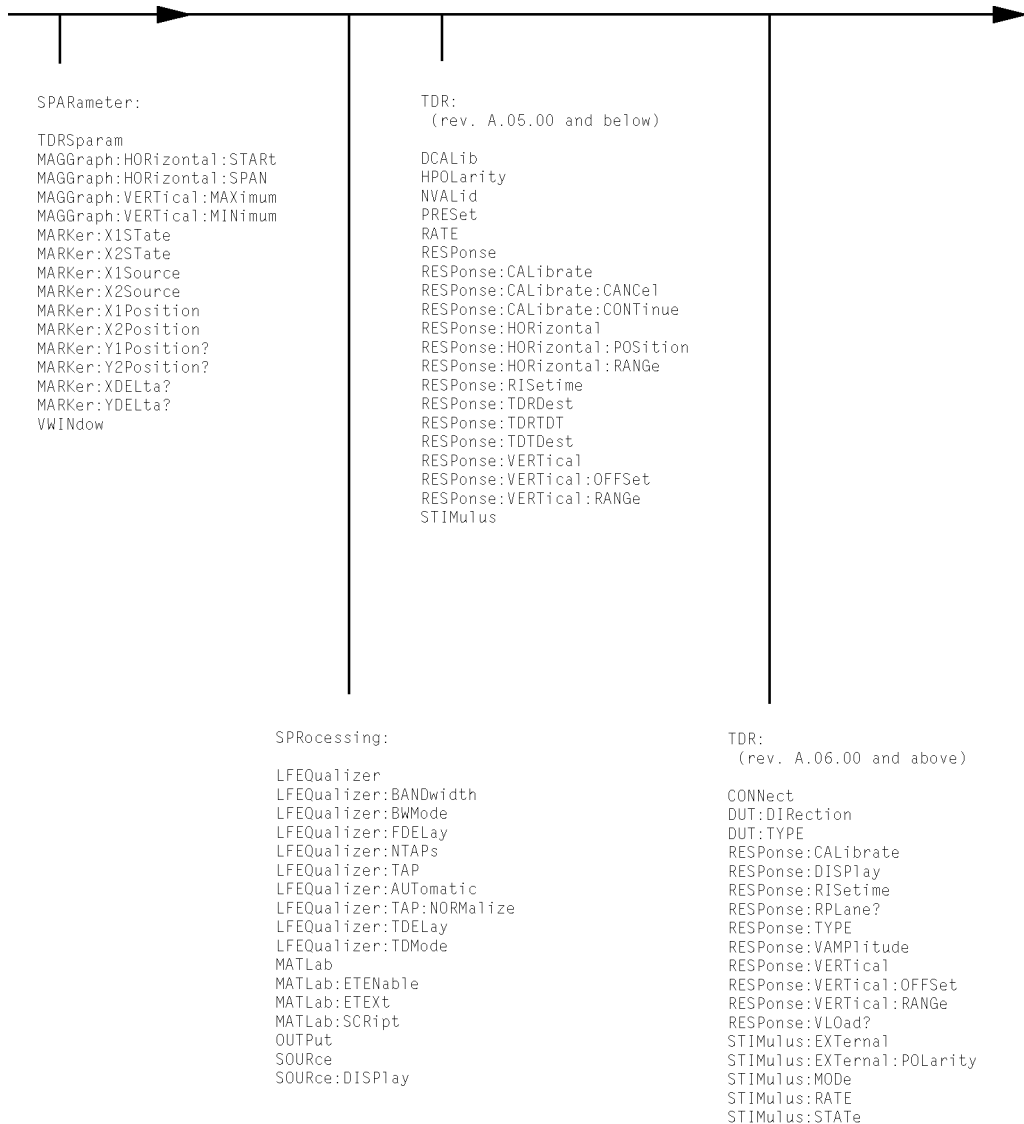 SPARameter:
TDRSparam
MAGGraph:HORizontal:STARt
MAGGraph:HORizontal:SPAN
MAGGraph:VERTical:MAXimum
MAGGraph:VERTical:MINimum
MARKer:X1STate
MARKer:X2STate
MARKer:X1Source
MARKer:X2Source
MARKer:X1Position
MARKer:X2Position
MARKer:Y1Position?
MARKer:Y2Position?
MARKer:XDELta?
MARKer:YDELta?
VWINdow
TDR:
(rev. A.05.00 and below)
DCALib
HPOLarity
NVALid
PRESet
RATE
RESPonse
RESPonse:CALibrate
RESPonse:CALibrate:CANCel
RESPonse:CALibrate:CONTinue
RESPonse:HORizontal
RESPonse:HORizontal:POSition
RESPonse:HORizontal:RANGe
RESPonse:RISetime
RESPonse:TDRDest
RESPonse:TDRTDT
RESPonse:TDTDest
RESPonse:VERTical
RESPonse:VERTical:OFFSet
RESPonse:VERTical:RANGe
STIMulus
SPRocessing:
LFEQualizer
LFEQualizer:BANDwidth
LFEQualizer:BWMode
LFEQualizer:FDELay
LFEQualizer:NTAPs
LFEQualizer:TAP
LFEQualizer:AUTomatic
LFEQualizer:TAP:NORMalize
LFEQualizer:TDELay
LFEQualizer:TDMode
MATLab
MATLab:ETENable
MATLab:ETEXt
MATLab:SCRipt
OUTPut
SOURce
SOURce:DISPlay
TDR:
(rev. A.06.00 and above)
CONNect
DUT:DIRection
DUT:TYPE
RESPonse:CALibrate
RESPonse:DISPlay
RESPonse:RISetime
RESPonse:RPLane?
RESPonse:TYPE
RESPonse:VAMPlitude
RESPonse:VERTical
RESPonse:VERTical:OFFSet
RESPonse:VERTical:RANGe
RESPonse:VLOad?
STIMulus:EXTernal
STIMulus:EXTernal:POLarity
STIMulus:MODe
STIMulus:RATE
STIMulus:STATe